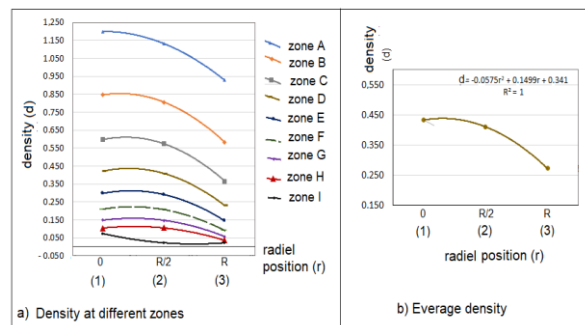 density (d)
1.250
1.150
1.050
0.950
0.850
0.750
0.650
0.550
0.450
0.350
0.250
0.150
0.050
- 0.050
0 R/2 R
(1) (2) (3)
radiel
position (r)
zone A
zone B
zone C
zone D
zone E
zone F
zone G
zone H
zone I
a) Density at different zones
density
(d)
d= -0.0575r² + 0.1499r + 0.341
R² = 1
0.450
0.350
0.250
0.150
0 R/2 R
(1) (2) (3)
radiel position (r)
b) Everage density